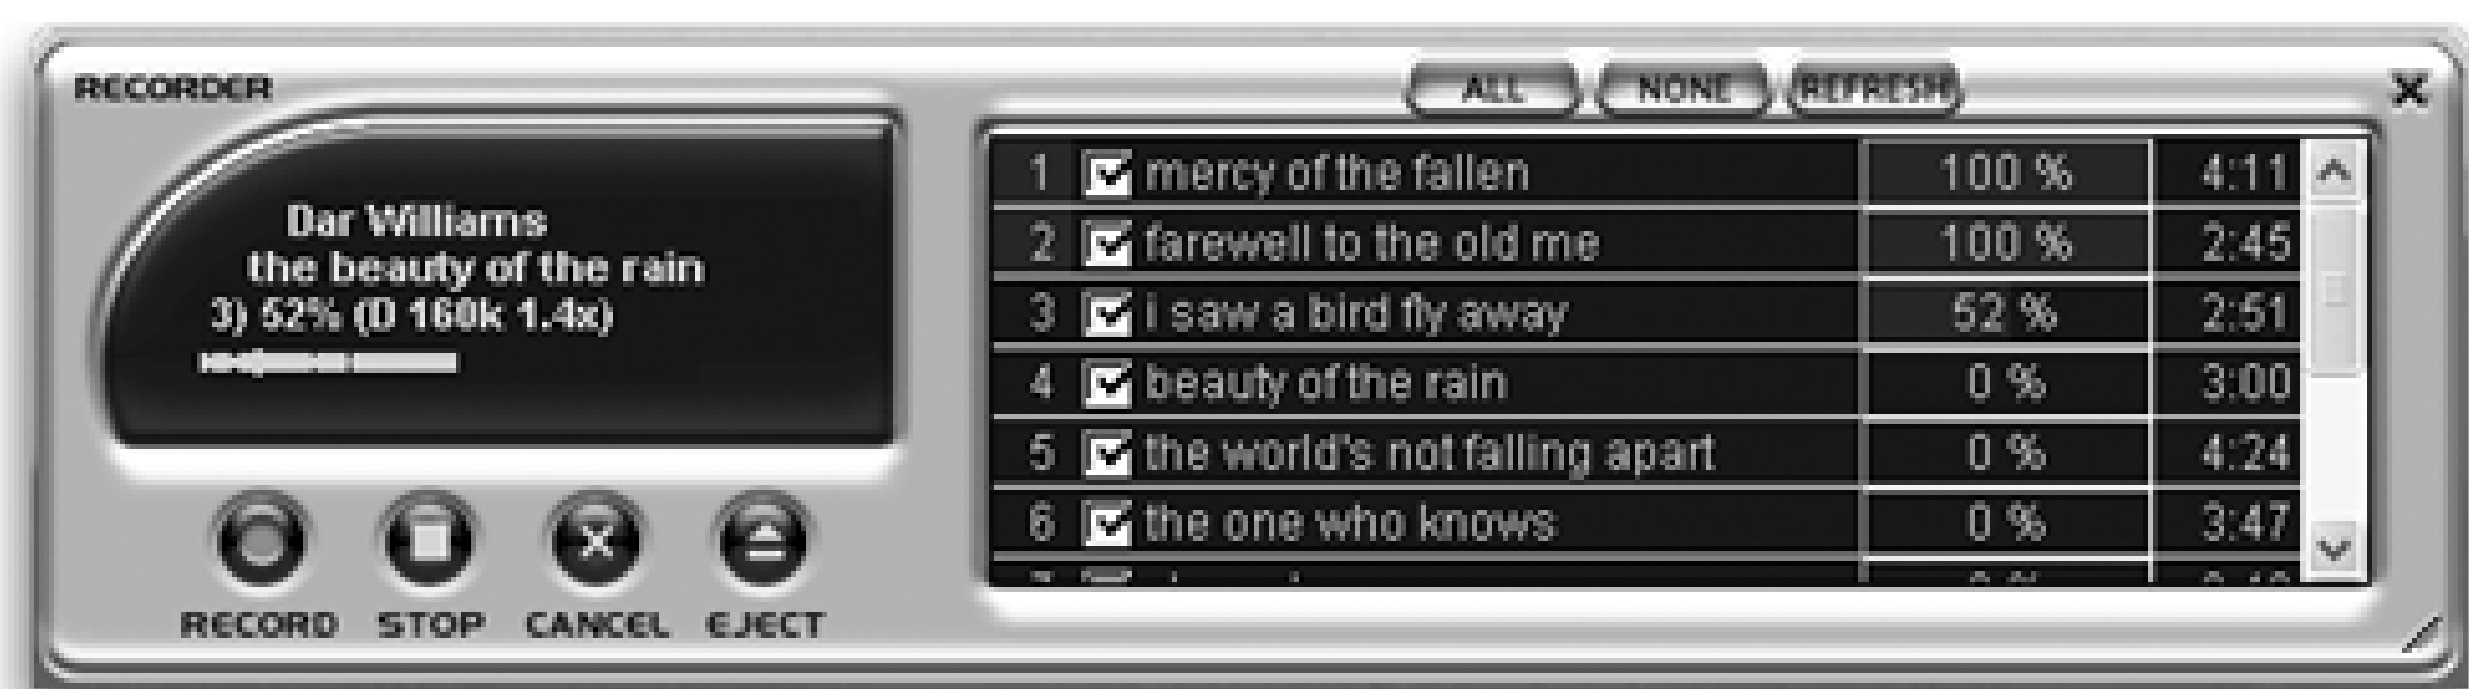 RECORDER
ALL NONE REFRESH X
Dar Williams
the beauty of the rain
3) 52% (D 160k 1.4x)
1 mercy of the fallen 100 % 4:11
2 farewell to the old me 100 % 2:45
3 i saw a bird fly away 52 % 2:51
4 beauty of the rain 0 % 3:00
5 the world's not falling apart 0 % 4:24
6 the one who knows 0 % 3:47
RECORD STOP CANCEL EJECT